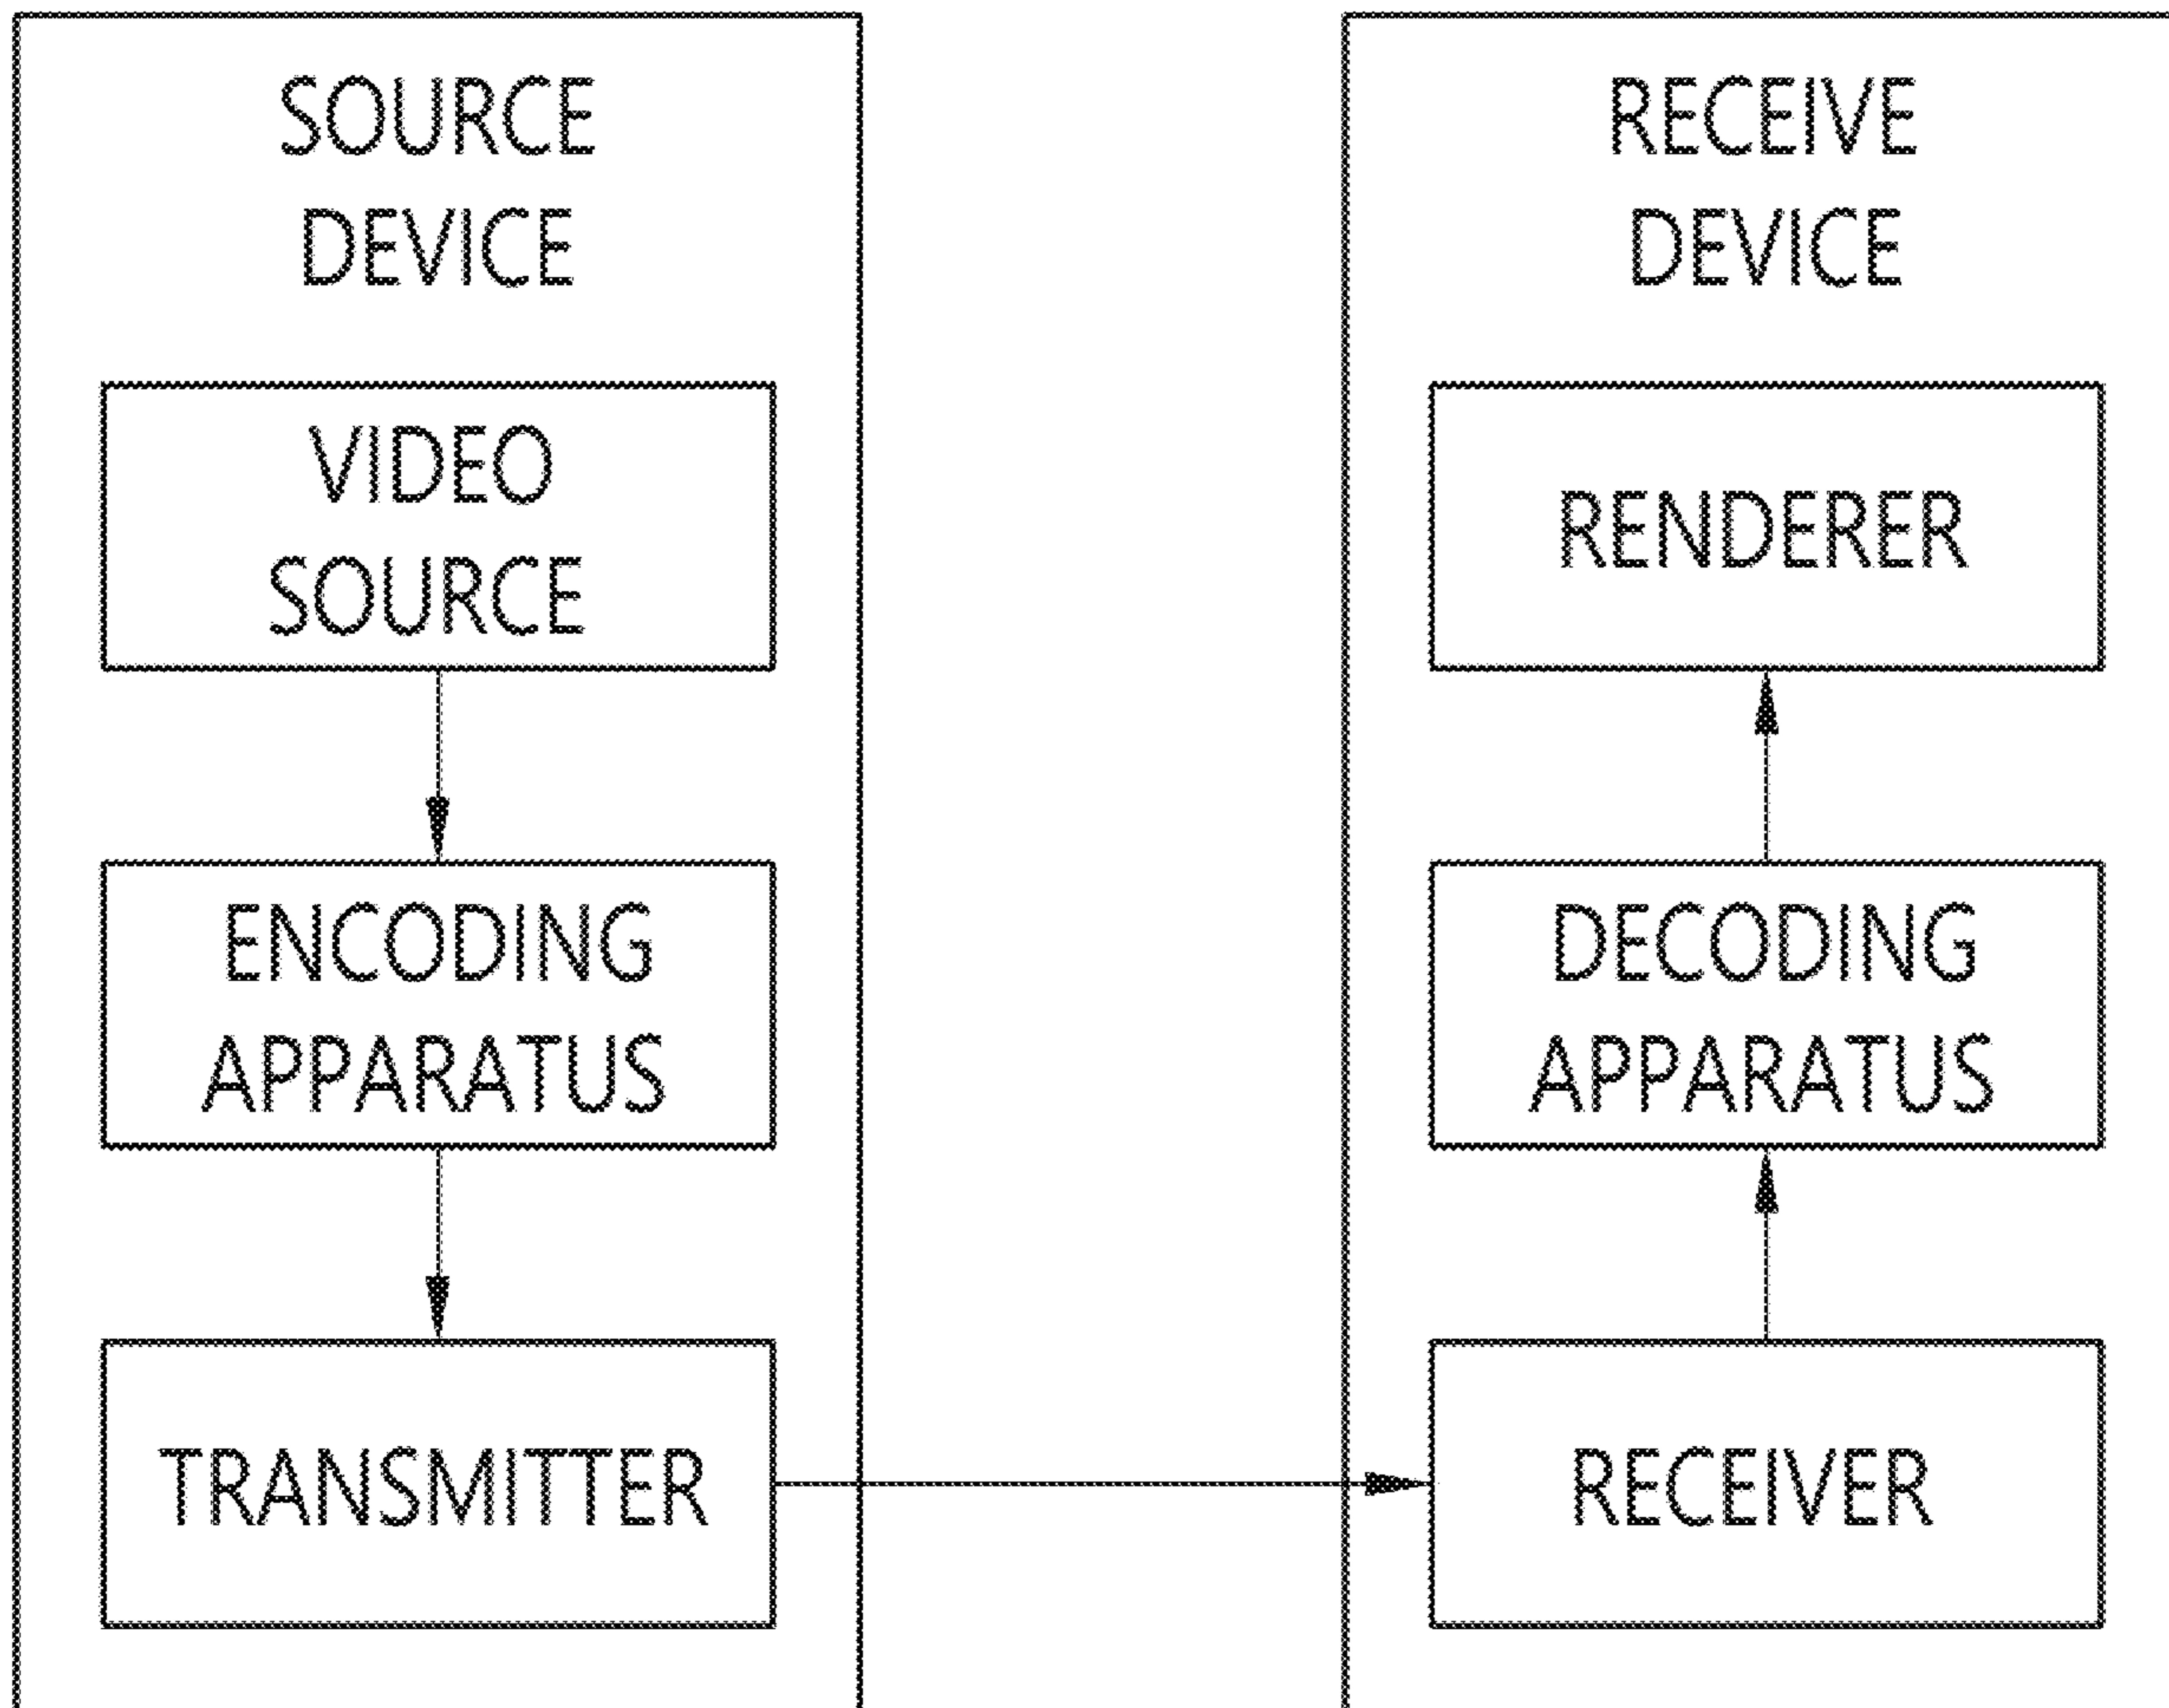 SOURCE
DEVICE
VIDEO
SOURCE
ENCODING
APPARATUS
TRANSMITTER
RECEIVE
DEVICE
RENDERER
DECODING
APPARATUS
RECEIVER